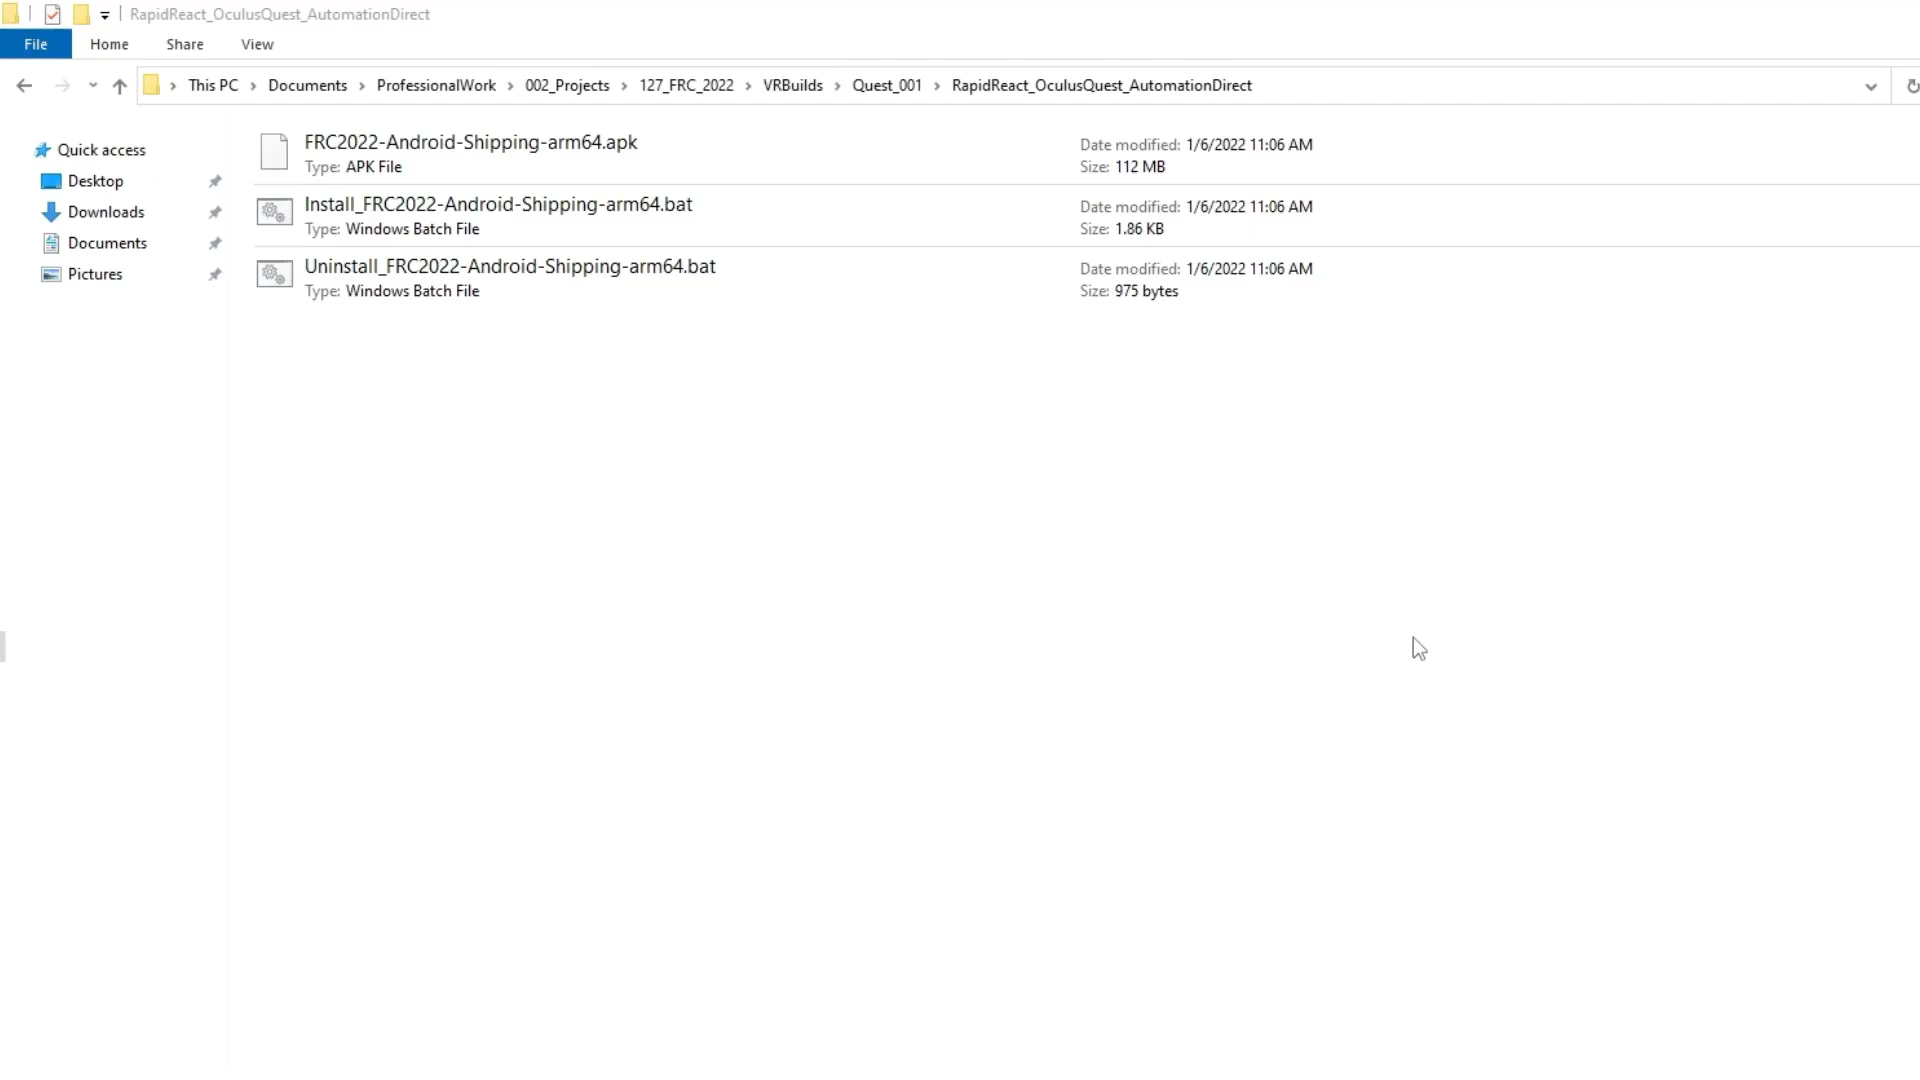 RapidReact_OculusQuest_AutomationDirect
File Home Share View
This PC Documents ProfessionalWork 002_Projects 127_FRC_2022 VRBuilds Quest_001 RapidReact_OculusQuest_AutomationDirect
Quick access
Desktop
Downloads
Documents
Pictures
FRC2022-Android-Shipping-arm64.apk
Type: APK File
Date modified: 1/6/2022 11:06 AM
Size: 112 MB
Install_FRC2022-Android-Shipping-arm64.bat
Type: Windows Batch File
Date modified: 1/6/2022 11:06 AM
Size: 1.86 KB
Uninstall_FRC2022-Android-Shipping-arm64.bat
Type: Windows Batch File
Date modified: 1/6/2022 11:06 AM
Size: 975 bytes